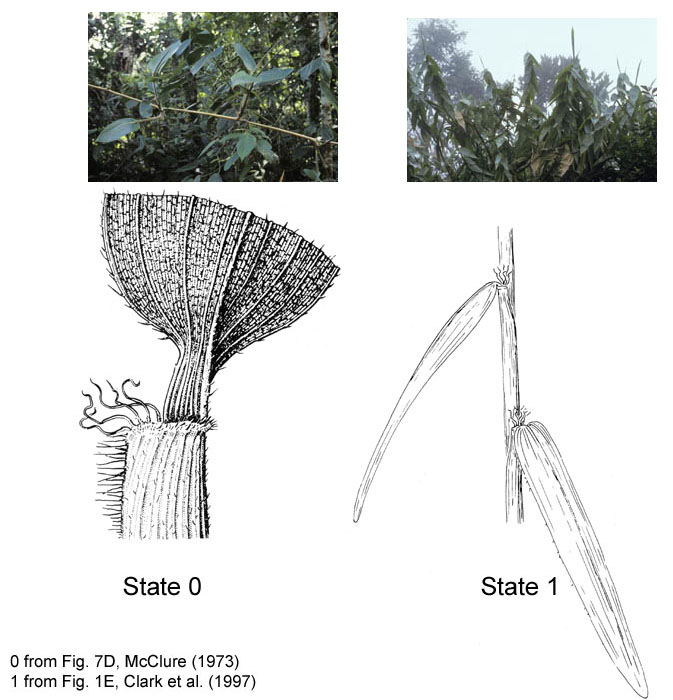 State 0
State 1
0 from Fig. 7D, McClure (1973)
1 from Fig. 1E, Clark et al. (1997)